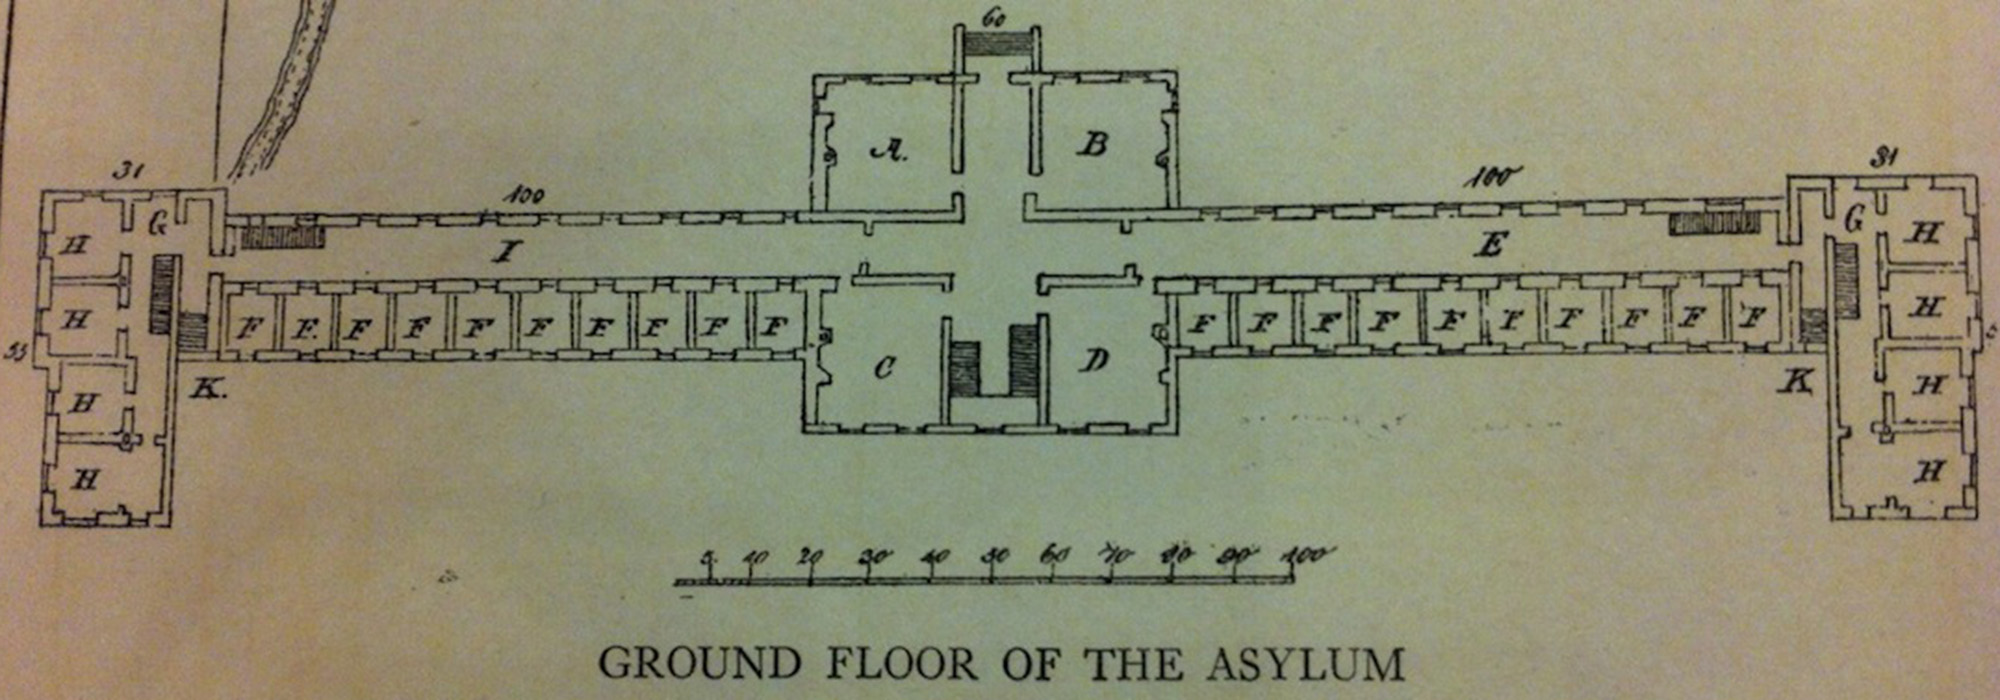 60
A. B
31 100 100 31
G I E G
H H
H F F. F F F F F F F F C D F F F F F F F F F F H
33 K. K
H H
H H
5 10 20 30 40 50 60 70 80 90 100
GROUND FLOOR OF THE ASYLUM